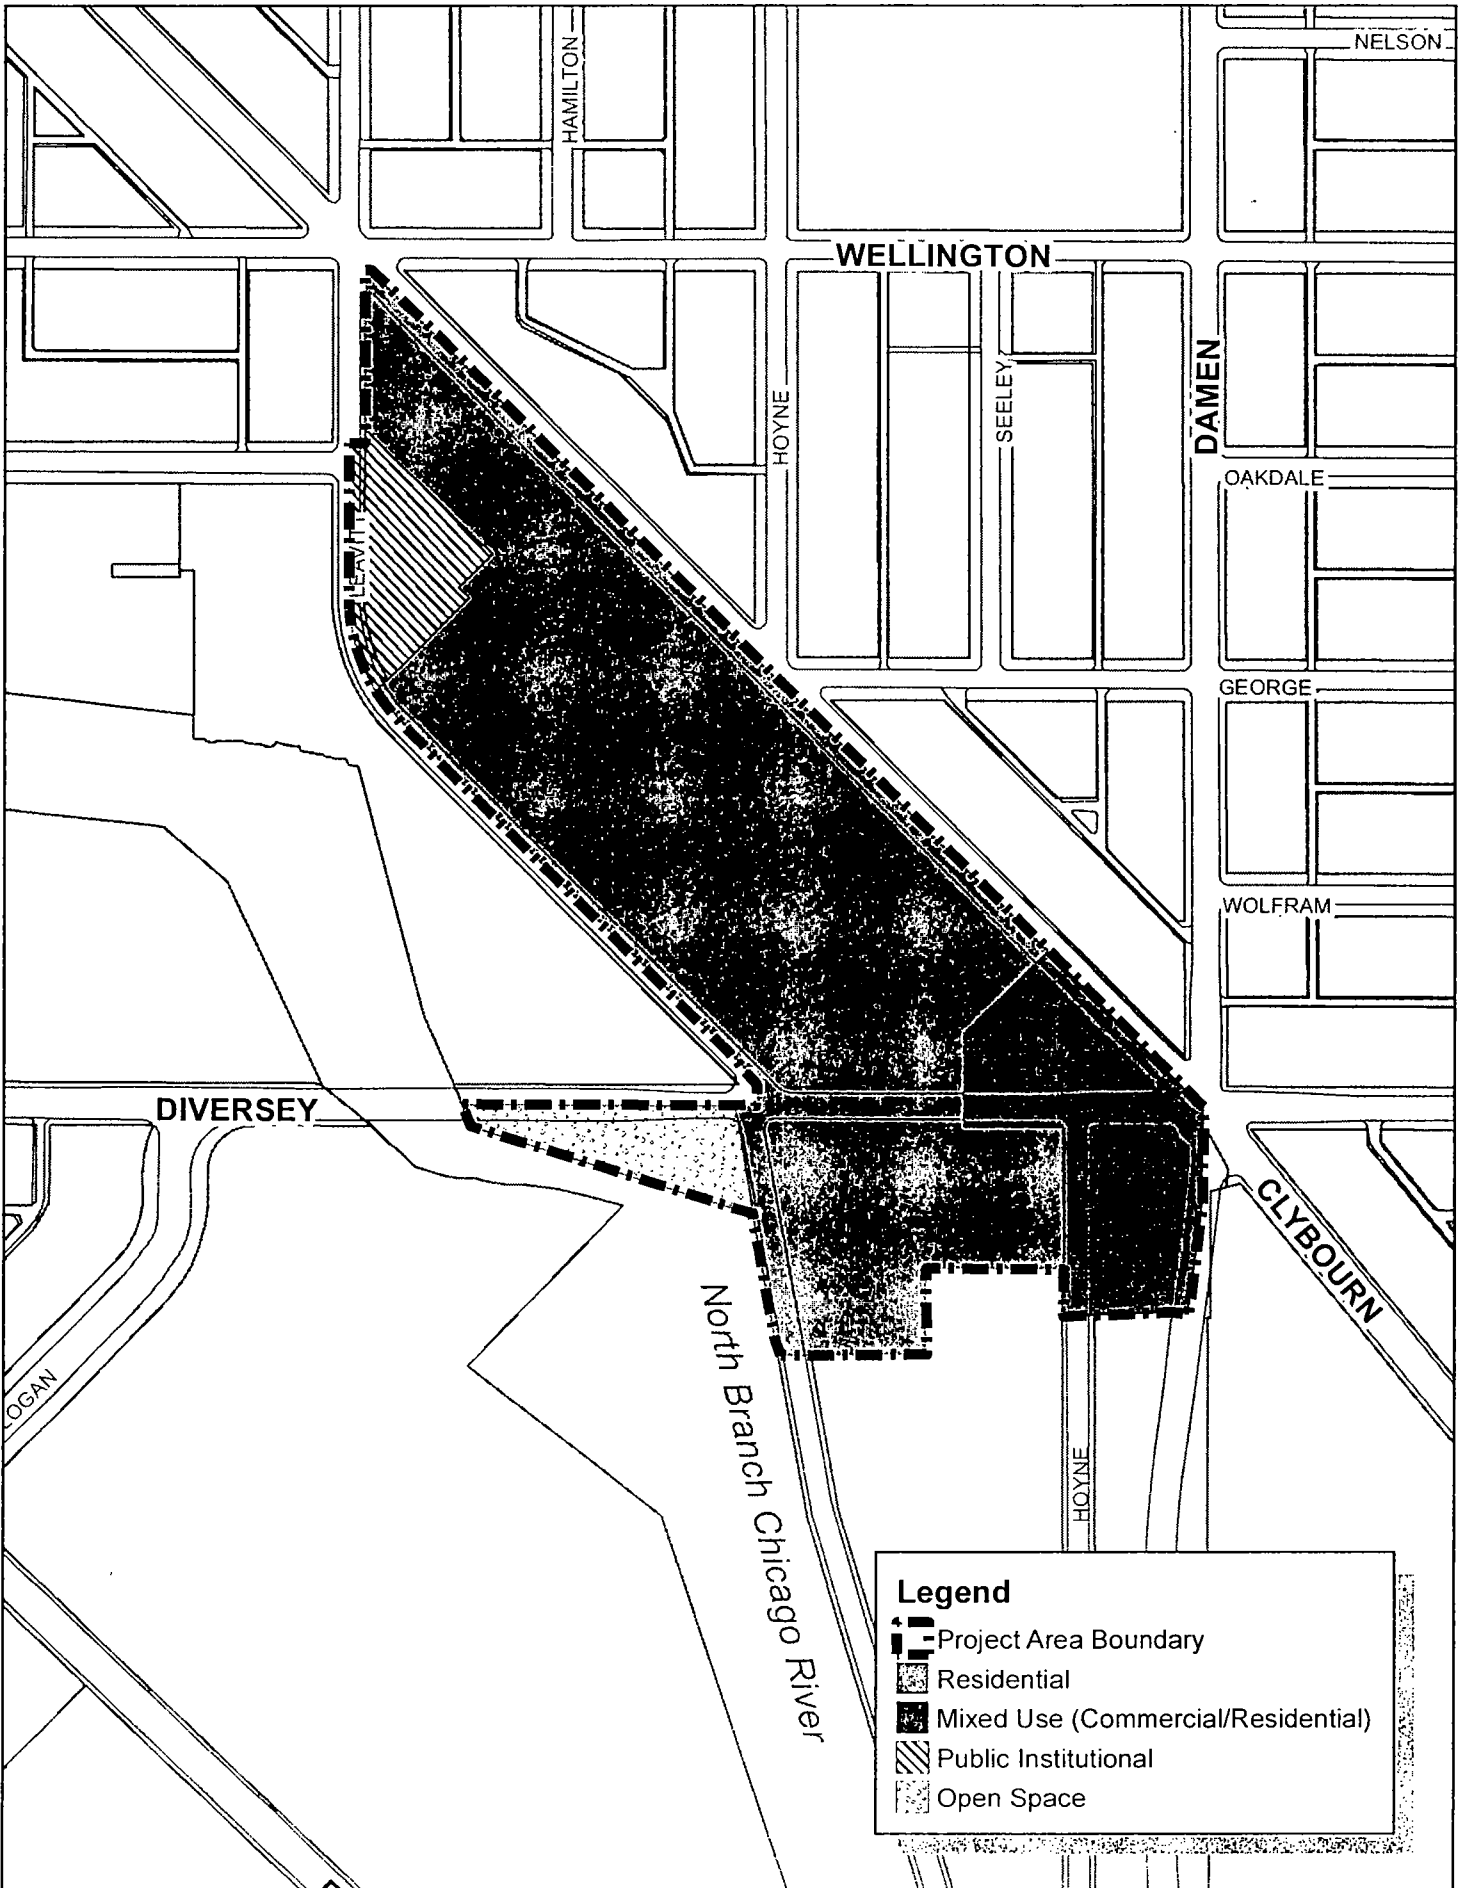 NELSON
HAMILTON
WELLINGTON
HOYNE
SEELEY
DAMEN
OAKDALE
LEAVITT
GEORGE
WOLFRAM
DIVERSEY
CLYBOURN
North Branch Chicago River
OGAN
HOYNE
Legend
Project Area Boundary
Residential
Mixed Use (Commercial/Residential)
Public Institutional
Open Space